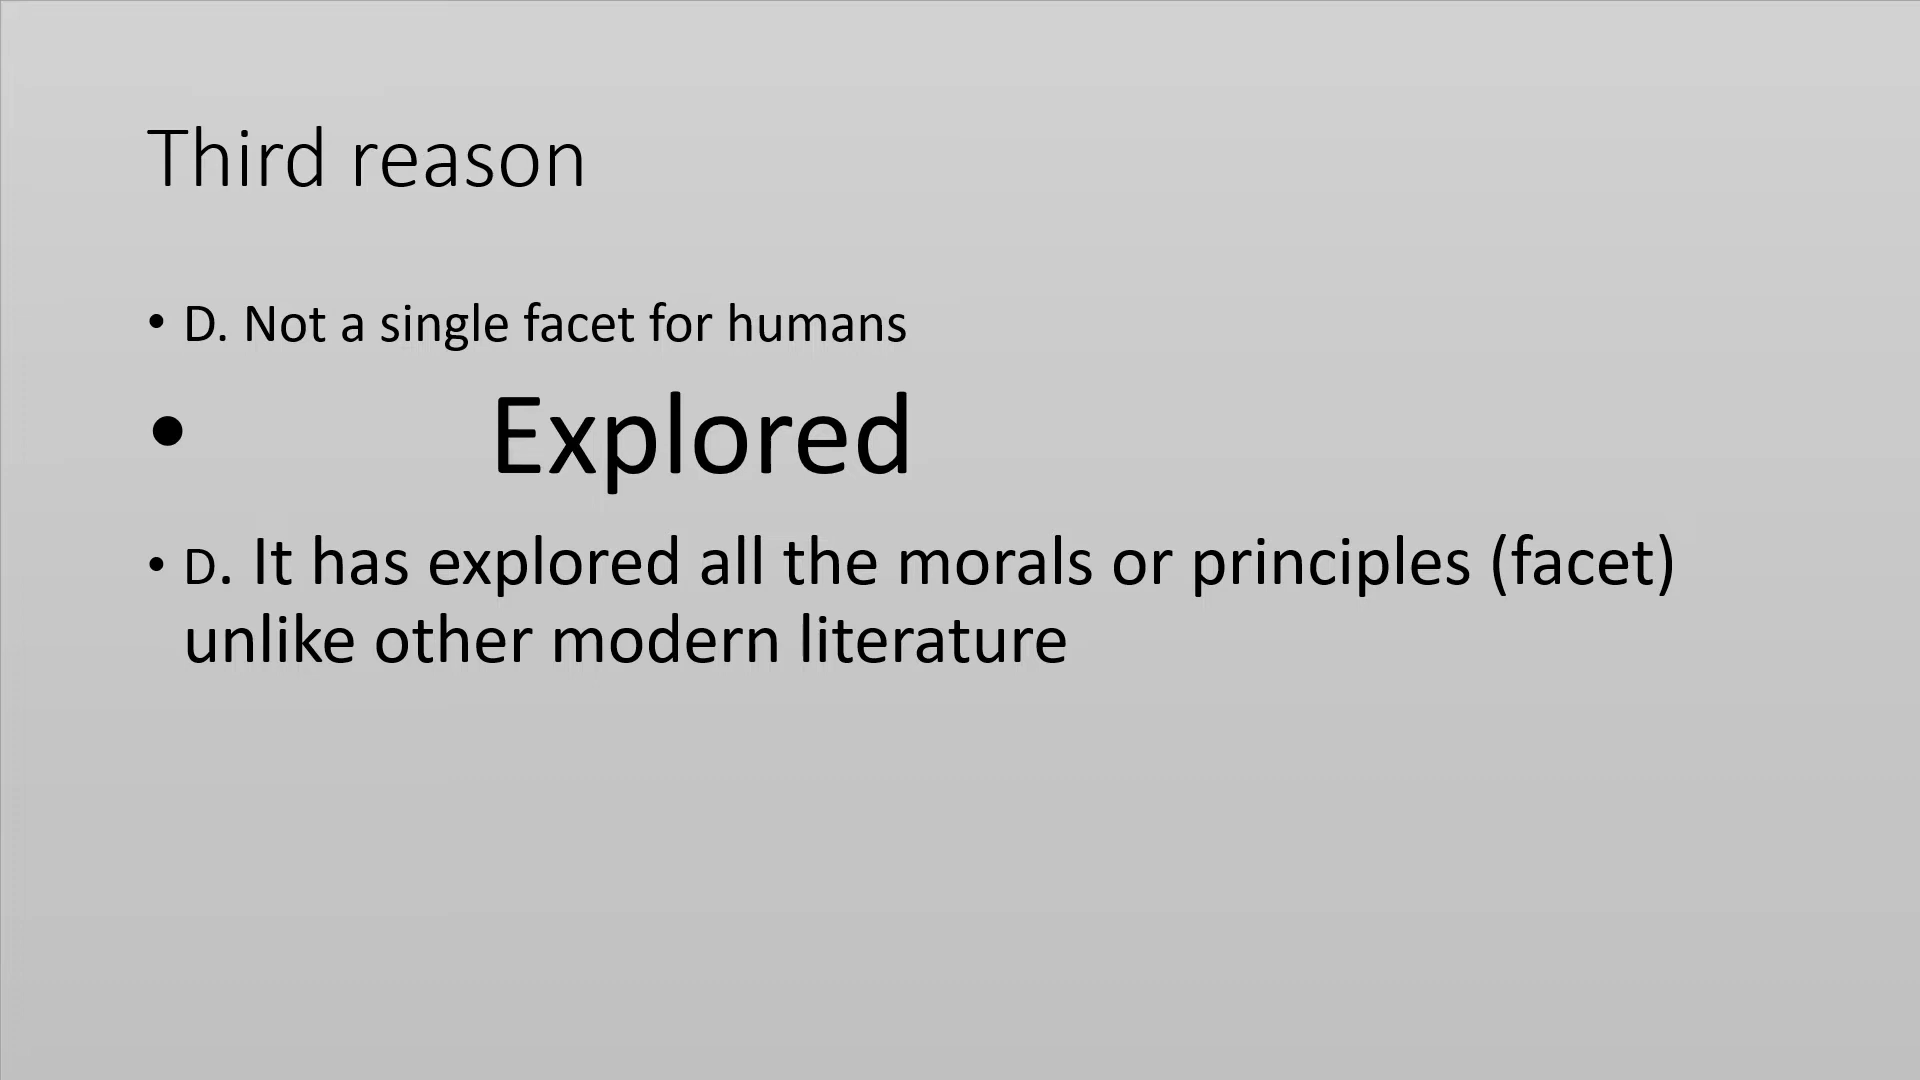 Third reason
• D. Not a single facet for humans
• Explored
• D. It has explored all the morals or principles (facet)
unlike other modern literature